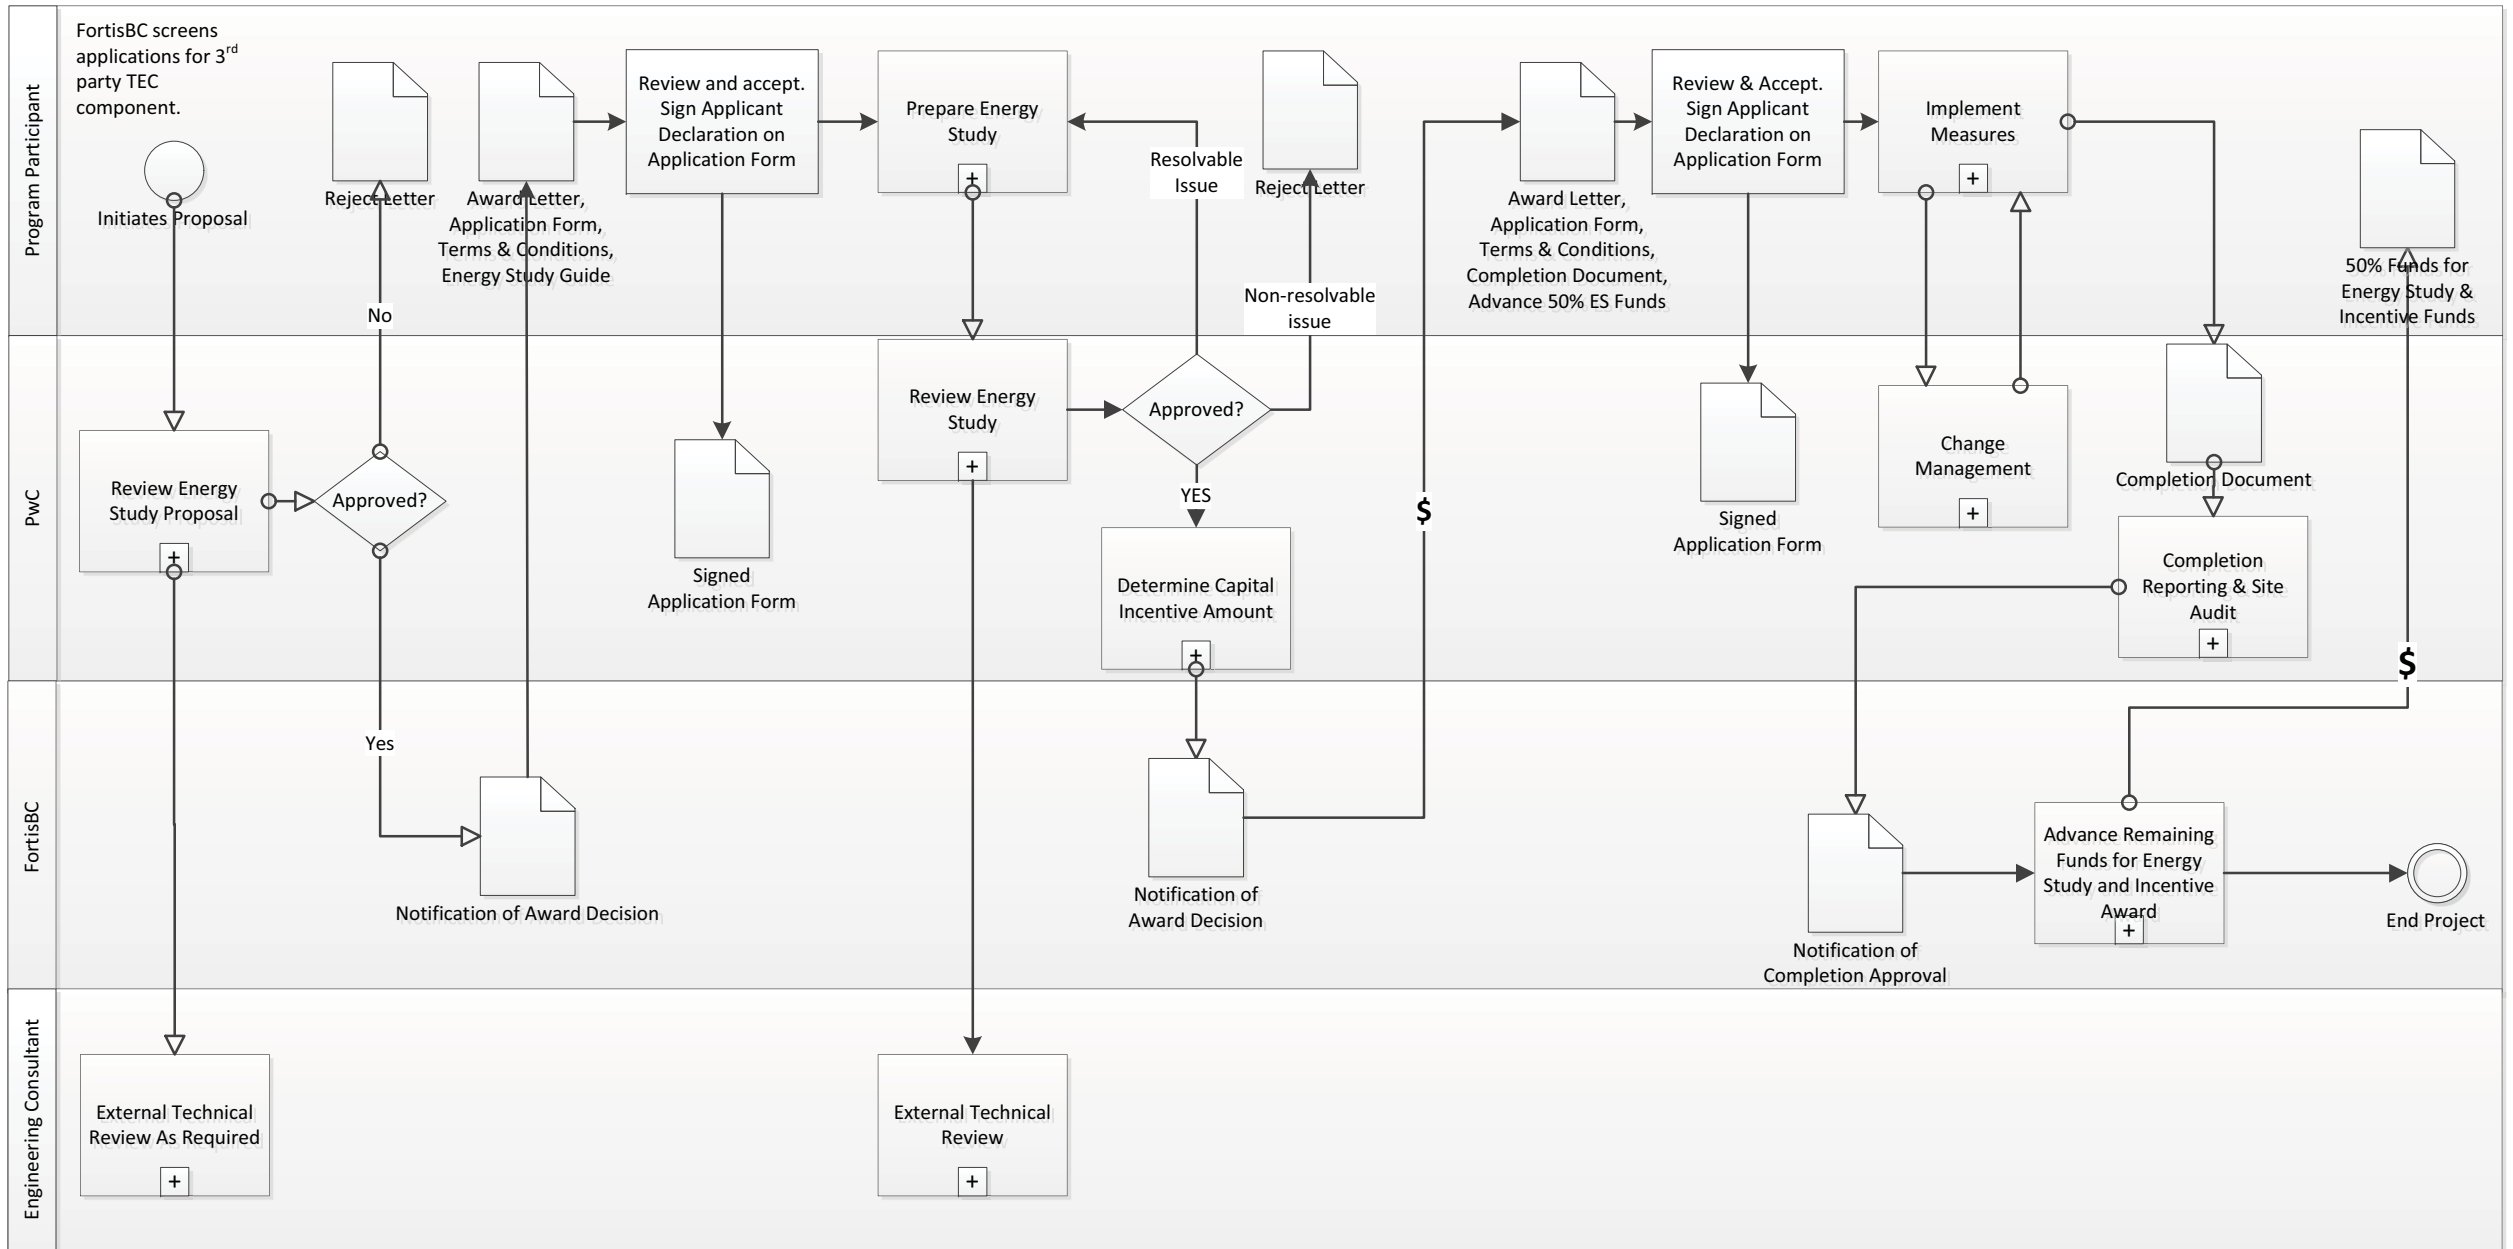 Program Participant
FortisBC screens
applications for 3rd
party TEC
component.
Initiates Proposal
Reject Letter
Award Letter,
Application Form,
Terms & Conditions,
Energy Study Guide
Review and accept.
Sign Applicant
Declaration on
Application Form
Prepare Energy
Study
+
Resolvable
Issue
Reject Letter
Non-resolvable
issue
No
Award Letter,
Application Form,
Terms & Conditions,
Completion Document,
Advance 50% ES Funds
Review & Accept.
Sign Applicant
Declaration on
Application Form
Implement
Measures
+
50% Funds for
Energy Study &
Incentive Funds
PwC
Review Energy
Study Proposal
+
Approved?
Signed
Application Form
Review Energy
Study
+
Approved?
YES
Determine Capital
Incentive Amount
+
$
Signed
Application Form
Change
Management
+
Completion Document
Completion
Reporting & Site
Audit
+
$
FortisBC
Yes
Notification of Award Decision
Notification of
Award Decision
Notification of
Completion Approval
Advance Remaining
Funds for Energy
Study and Incentive
Award
+
End Project
Engineering Consultant
External Technical
Review As Required
+
External Technical
Review
+